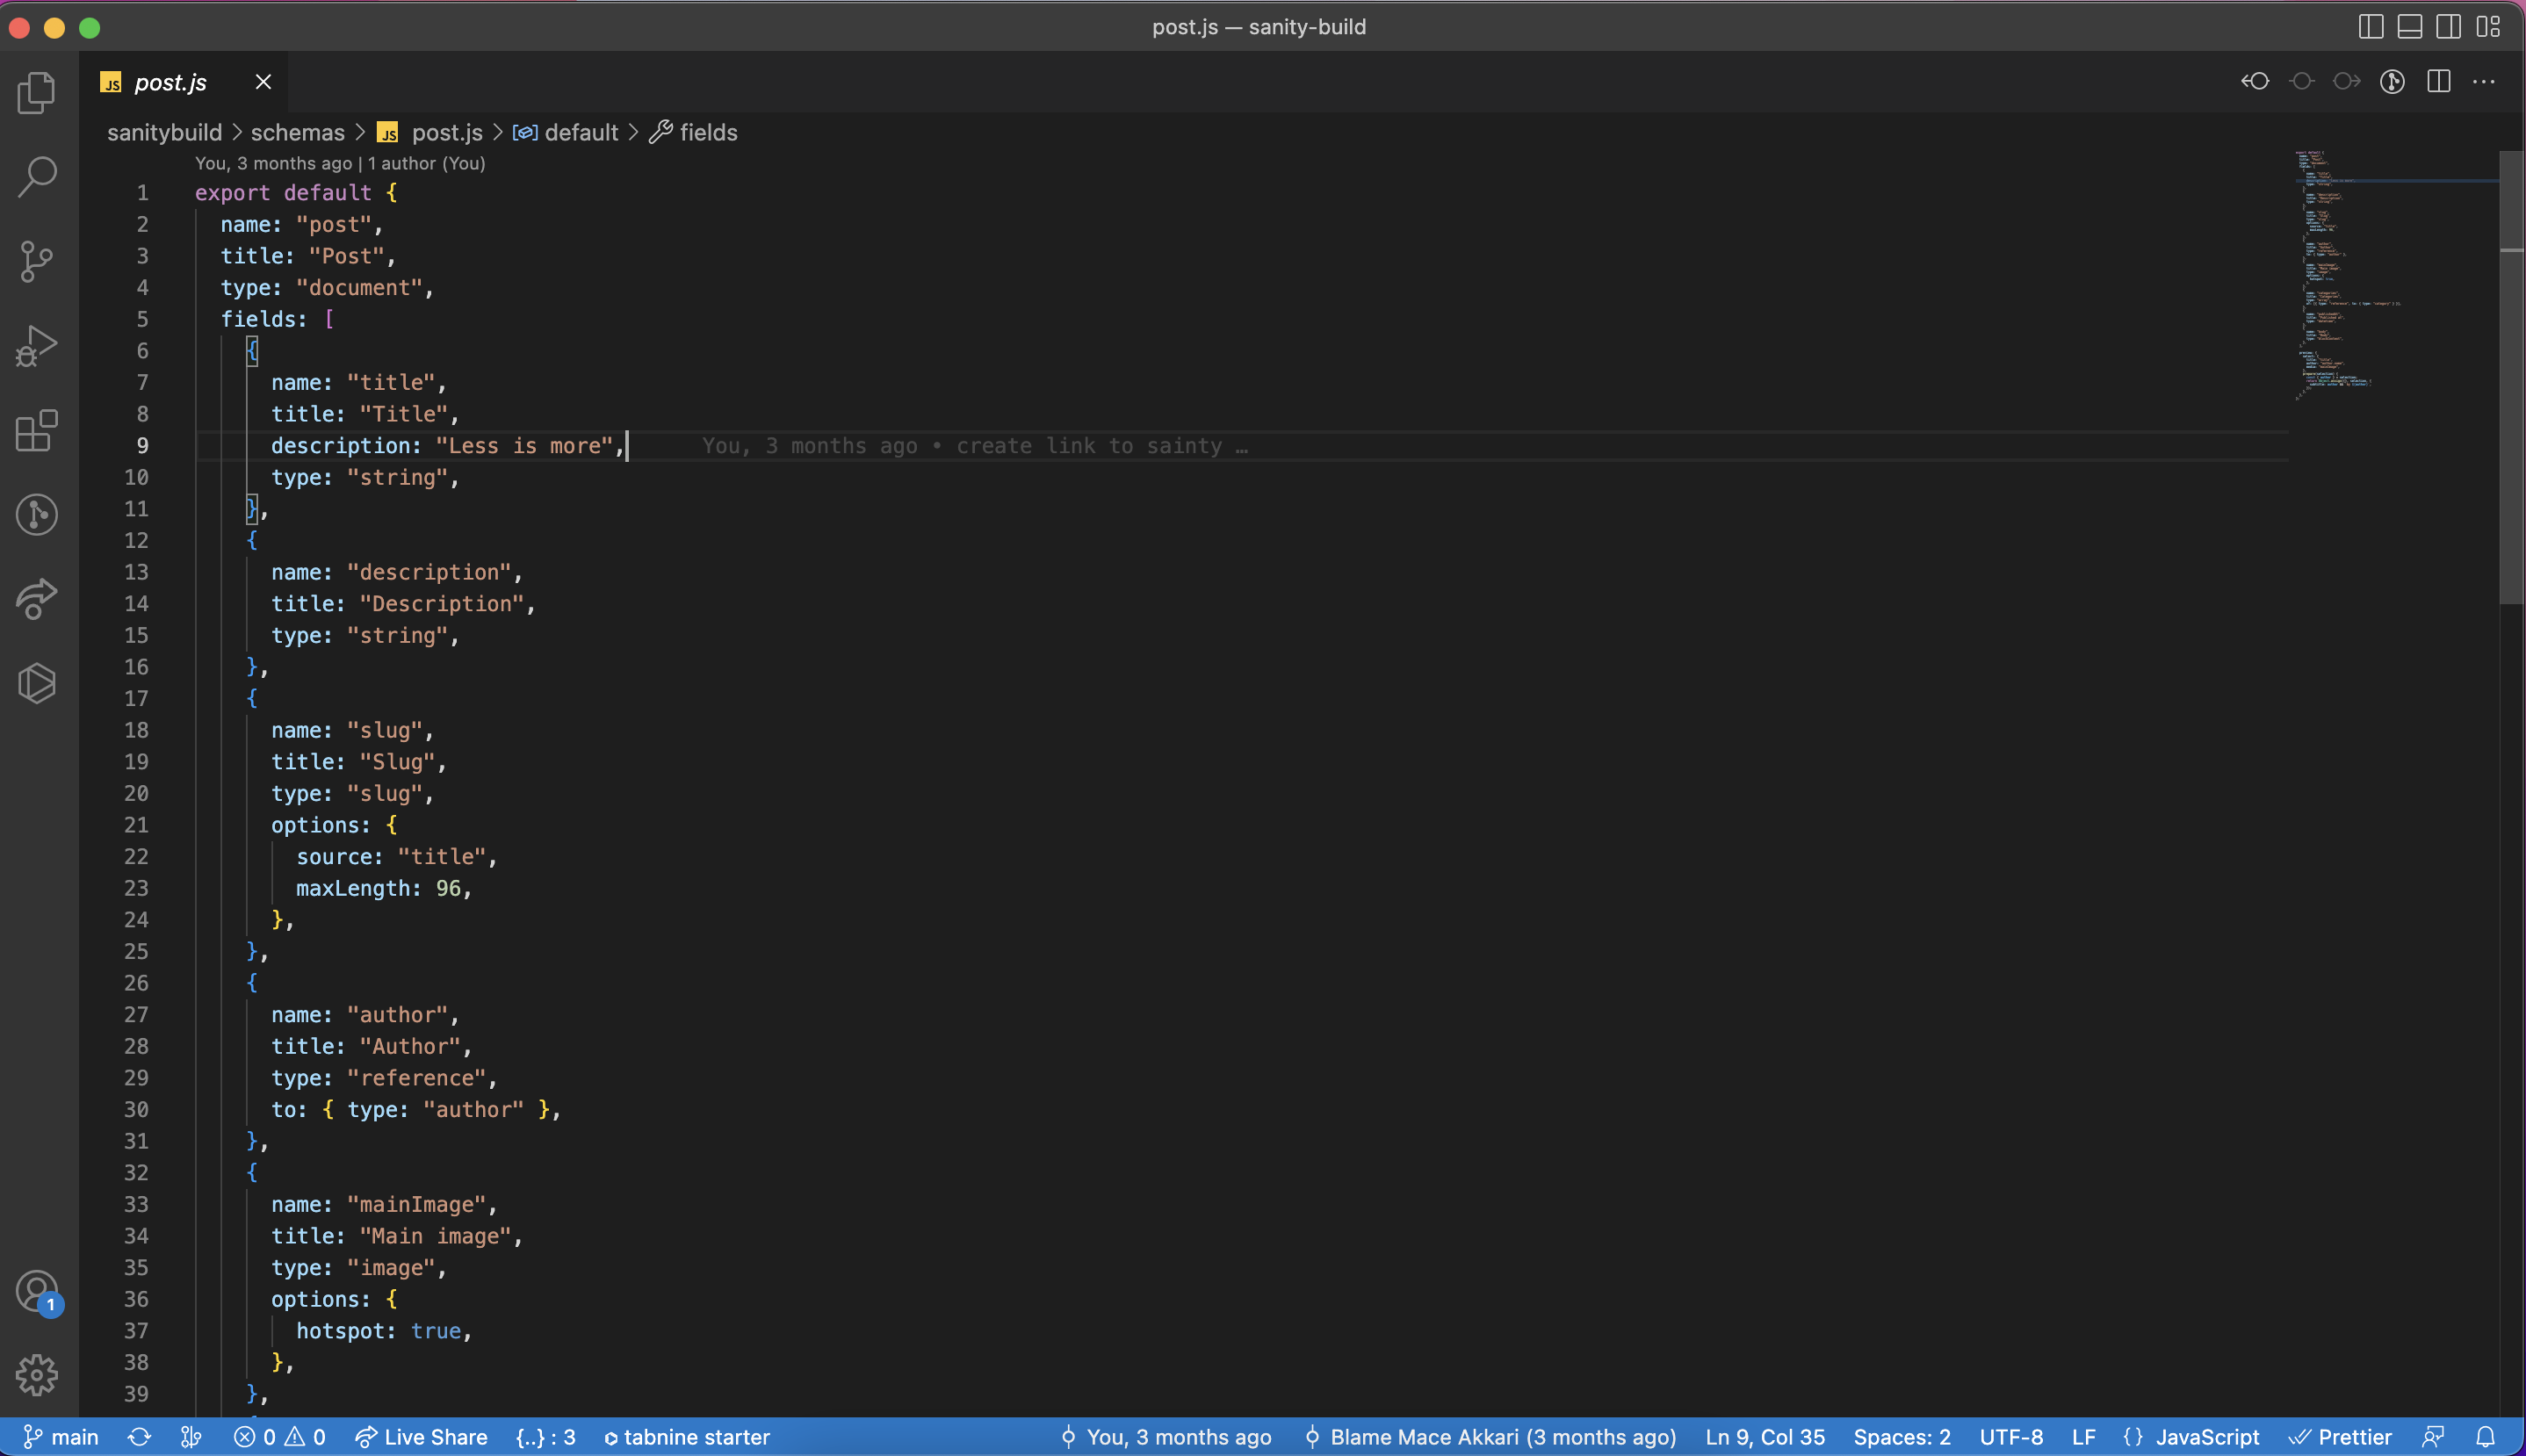 post.js — sanity-build
JS post.js
sanitybuild > schemas > JS post.js > default > fields
You, 3 months ago | 1 author (You)
1 export default {
2 name: "post",
3 title: "Post",
4 type: "document",
5 fields: [
6 {
7 name: "title",
8 title: "Title",
9 description: "Less is more", You, 3 months ago • create link to sainty …
10 type: "string",
11 },
12 {
13 name: "description",
14 title: "Description",
15 type: "string",
16 },
17 {
18 name: "slug",
19 title: "Slug",
20 type: "slug",
21 options: {
22 source: "title",
23 maxLength: 96,
24 },
25 },
26 {
27 name: "author",
28 title: "Author",
29 type: "reference",
30 to: { type: "author" },
31 },
32 {
33 name: "mainImage",
34 title: "Main image",
35 type: "image",
36 options: {
37 hotspot: true,
38 },
39 },
1
main 0 0 Live Share {..} : 3 tabnine starter You, 3 months ago Blame Mace Akkari (3 months ago) Ln 9, Col 35 Spaces: 2 UTF-8 LF {} JavaScript Prettier